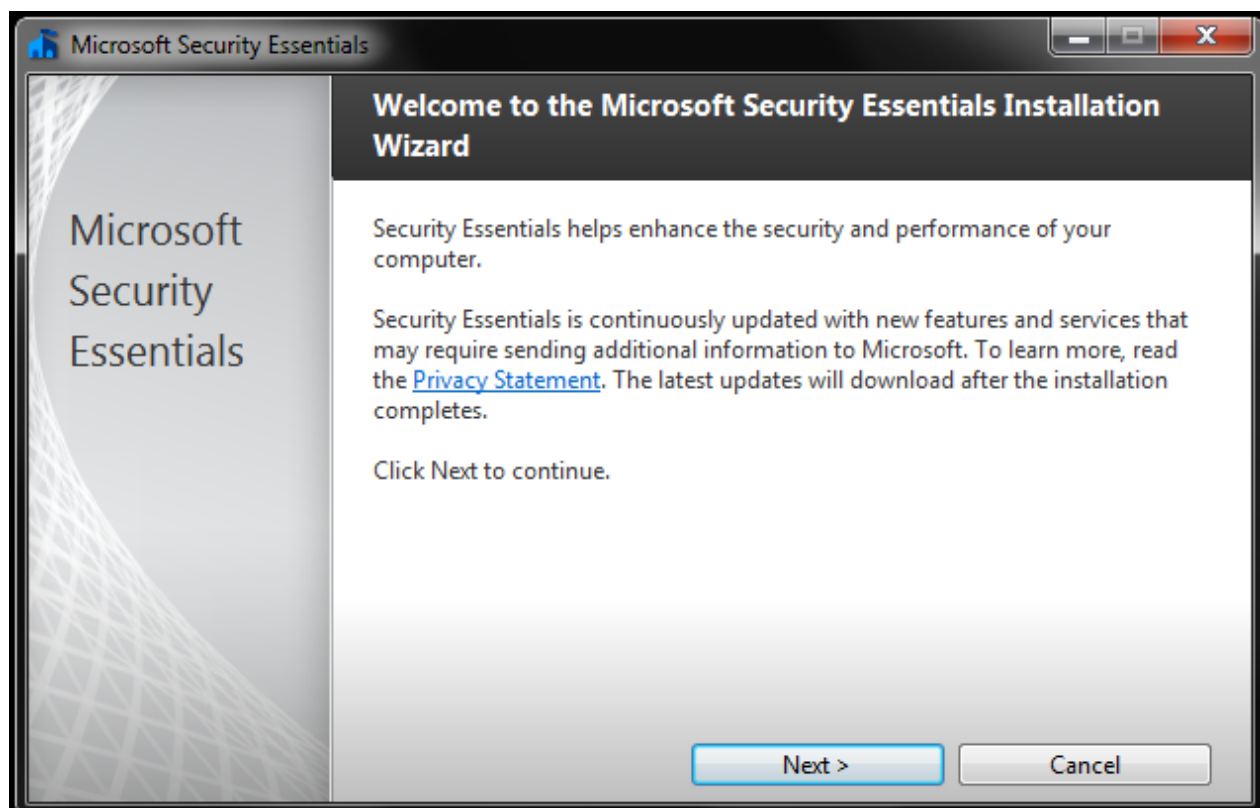 Microsoft Security Essentials
Welcome to the Microsoft Security Essentials Installation
Wizard
Microsoft
Security
Essentials
Security Essentials helps enhance the security and performance of your
computer.
Security Essentials is continuously updated with new features and services that
may require sending additional information to Microsoft. To learn more, read
the Privacy Statement. The latest updates will download after the installation
completes.
Click Next to continue.
Next >
Cancel